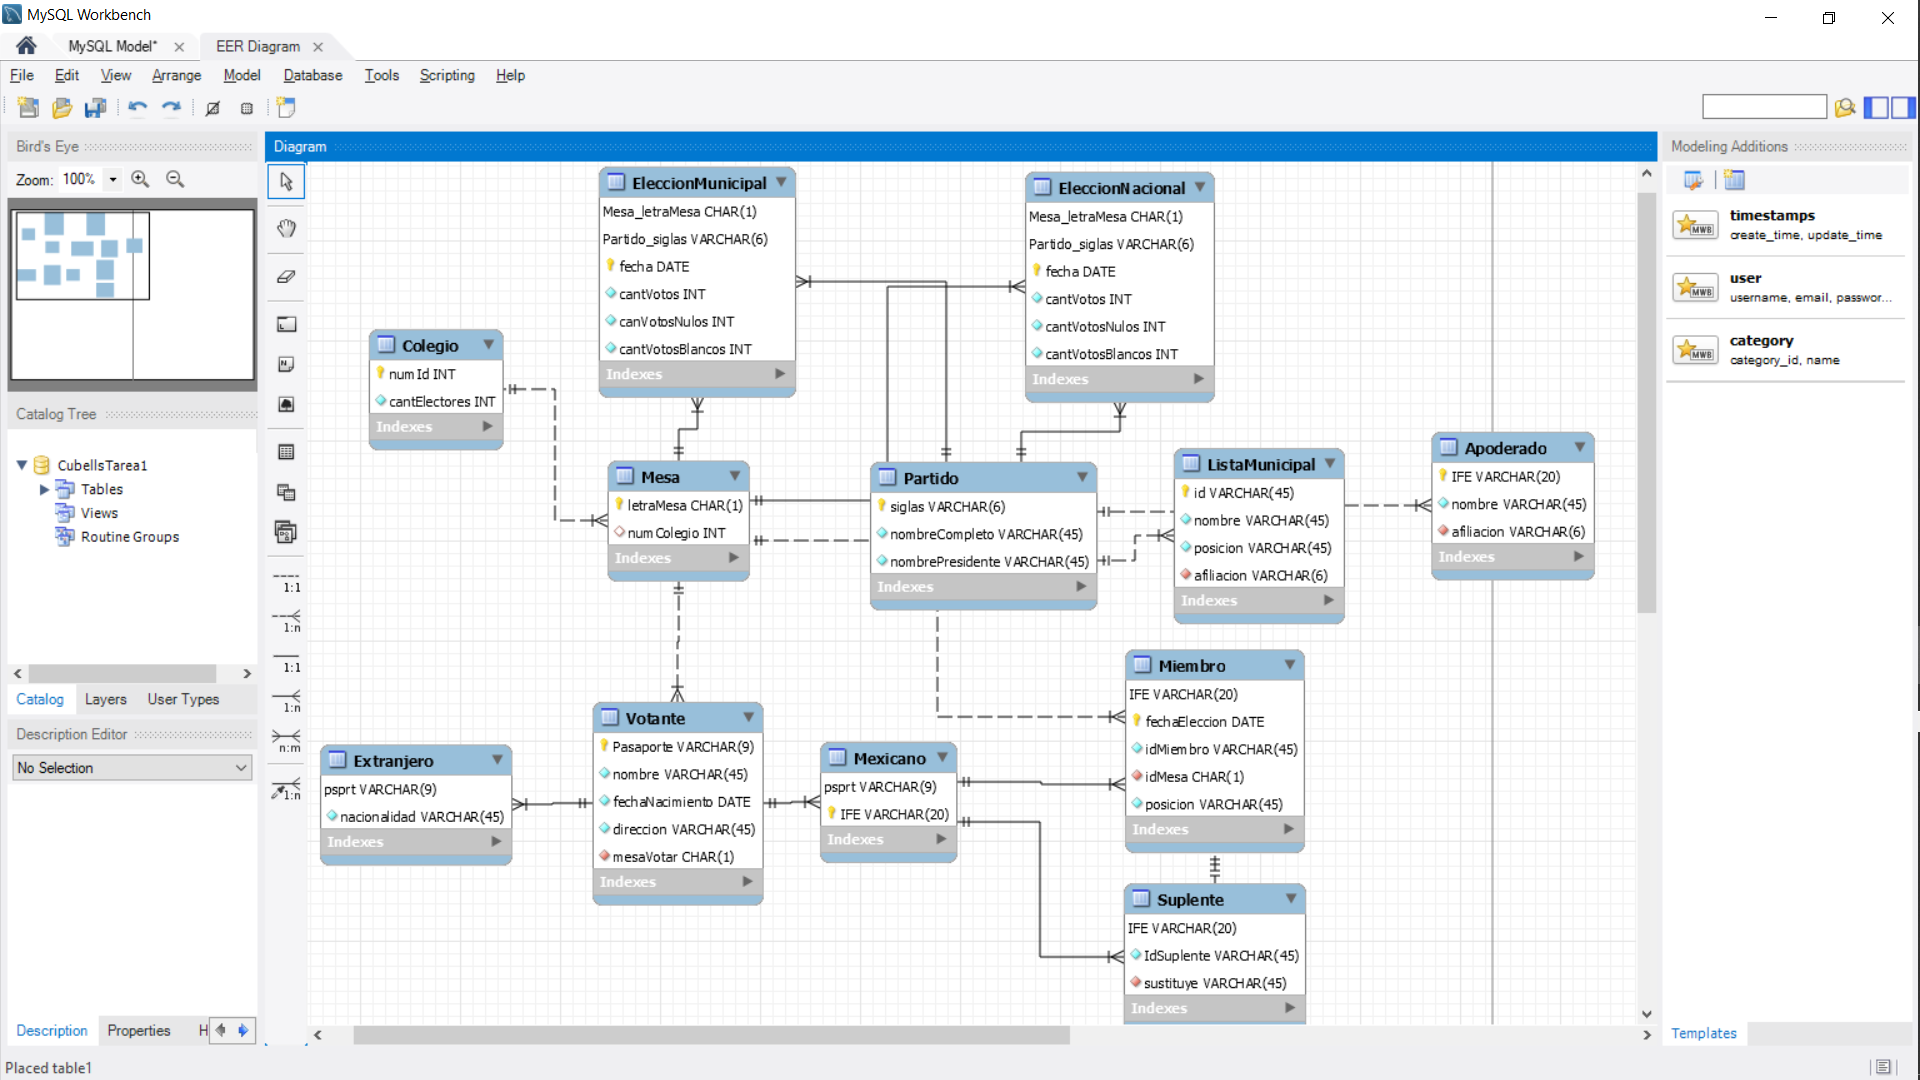 MySQL Workbench
MySQL Model*
EER Diagram
File Edit View Arrange Model Database Tools Scripting Help
Bird's Eye
Zoom: 100%
Catalog Tree
CubellsTarea1
Tables
Views
Routine Groups
Catalog Layers User Types
Description Editor
No Selection
Description Properties H
Placed table1
Diagram
1:1
1:n
1:1
1:n
n:m
1:n
EleccionMunicipal
Mesa_letraMesa CHAR(1)
Partido_siglas VARCHAR(6)
fecha DATE
cantVotos INT
canVotosNulos INT
cantVotosBlancos INT
Indexes
EleccionNacional
Mesa_letraMesa CHAR(1)
Partido_siglas VARCHAR(6)
fecha DATE
cantVotos INT
cantVotosNulos INT
cantVotosBlancos INT
Indexes
Colegio
numId INT
cantElectores INT
Indexes
Mesa
letraMesa CHAR(1)
numColegio INT
Indexes
Partido
siglas VARCHAR(6)
nombreCompleto VARCHAR(45)
nombrePresidente VARCHAR(45)
Indexes
ListaMunicipal
id VARCHAR(45)
nombre VARCHAR(45)
posicion VARCHAR(45)
afiliacion VARCHAR(6)
Indexes
Apoderado
IFE VARCHAR(20)
nombre VARCHAR(45)
afiliacion VARCHAR(6)
Indexes
Extranjero
psprt VARCHAR(9)
nacionalidad VARCHAR(45)
Indexes
Votante
Pasaporte VARCHAR(9)
nombre VARCHAR(45)
fechaNacimiento DATE
direccion VARCHAR(45)
mesaVotar CHAR(1)
Indexes
Mexicano
psprt VARCHAR(9)
IFE VARCHAR(20)
Indexes
Miembro
IFE VARCHAR(20)
fechaEleccion DATE
idMiembro VARCHAR(45)
idMesa CHAR(1)
posicion VARCHAR(45)
Indexes
Suplente
IFE VARCHAR(20)
IdSuplente VARCHAR(45)
sustituye VARCHAR(45)
Indexes
Modeling Additions
MWB
timestamps
create_time, update_time
MWB
user
username, email, passwor...
MWB
category
category_id, name
Templates